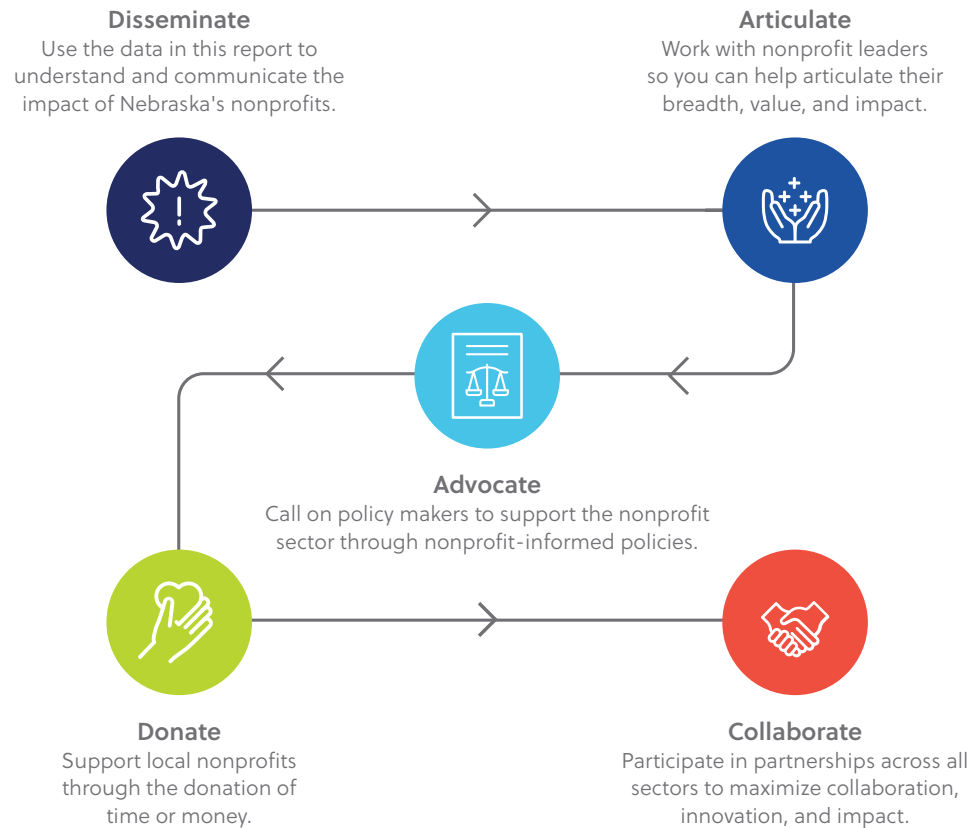 Disseminate
Use the data in this report to
understand and communicate the
impact of Nebraska's nonprofits.
Articulate
Work with nonprofit leaders
so you can help articulate their
breadth, value, and impact.
!
Advocate
Call on policy makers to support the nonprofit
sector through nonprofit-informed policies.
Donate
Support local nonprofits
through the donation of
time or money.
Collaborate
Participate in partnerships across all
sectors to maximize collaboration,
innovation, and impact.